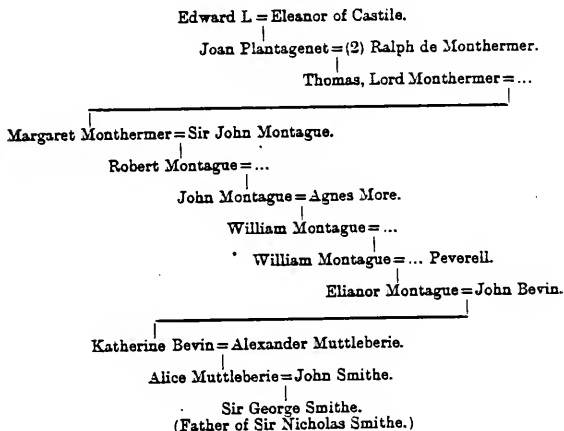 Edward I. = Eleanor of Castile.
Joan Plantagenet = (2) Ralph de Monthermer.
Thomas, Lord Monthermer = ...
Margaret Monthermer = Sir John Montague.
Robert Montague = ...
John Montague = Agnes More.
William Montague = ...
William Montague = ... Peverell.
Elianor Montague = John Bevin.
Katherine Bevin = Alexander Muttleberie.
Alice Muttleberie = John Smithe.
Sir George Smithe.
(Father of Sir Nicholas Smithe.)